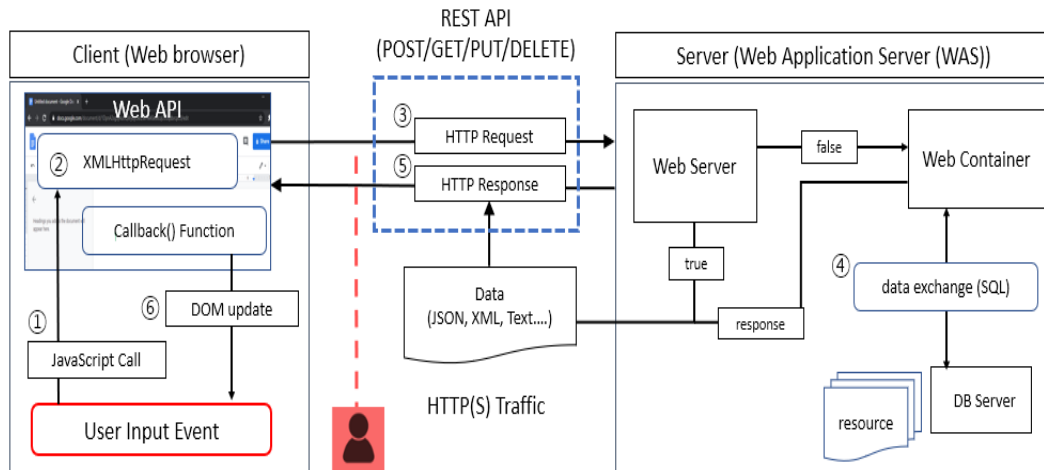 REST API
(POST/GET/PUT/DELETE)
Client (Web browser)
Server (Web Application Server (WAS))
Web API
②
XMLHttpRequest
Callback() Function
①
JavaScript Call
⑥
DOM update
User Input Event
③
HTTP Request
⑤
HTTP Response
Data
(JSON, XML, Text....)
HTTP(S) Traffic
Web Server
false
Web Container
true
response
④
data exchange (SQL)
resource
DB Server